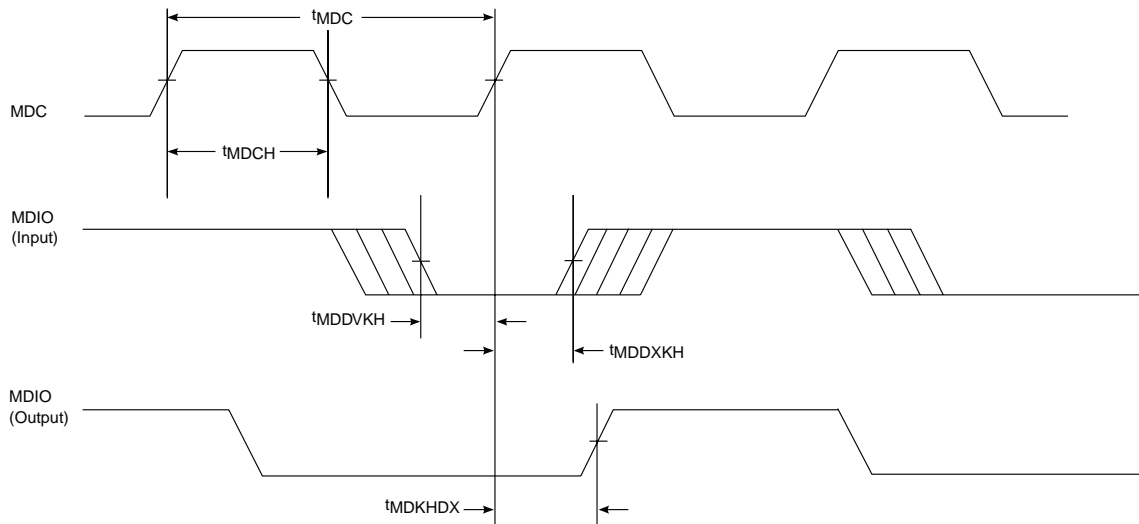 tMDC
MDC
tMDCH
MDIO
(Input)
tMDDVKH
tMDDXKH
MDIO
(Output)
tMDKHDX